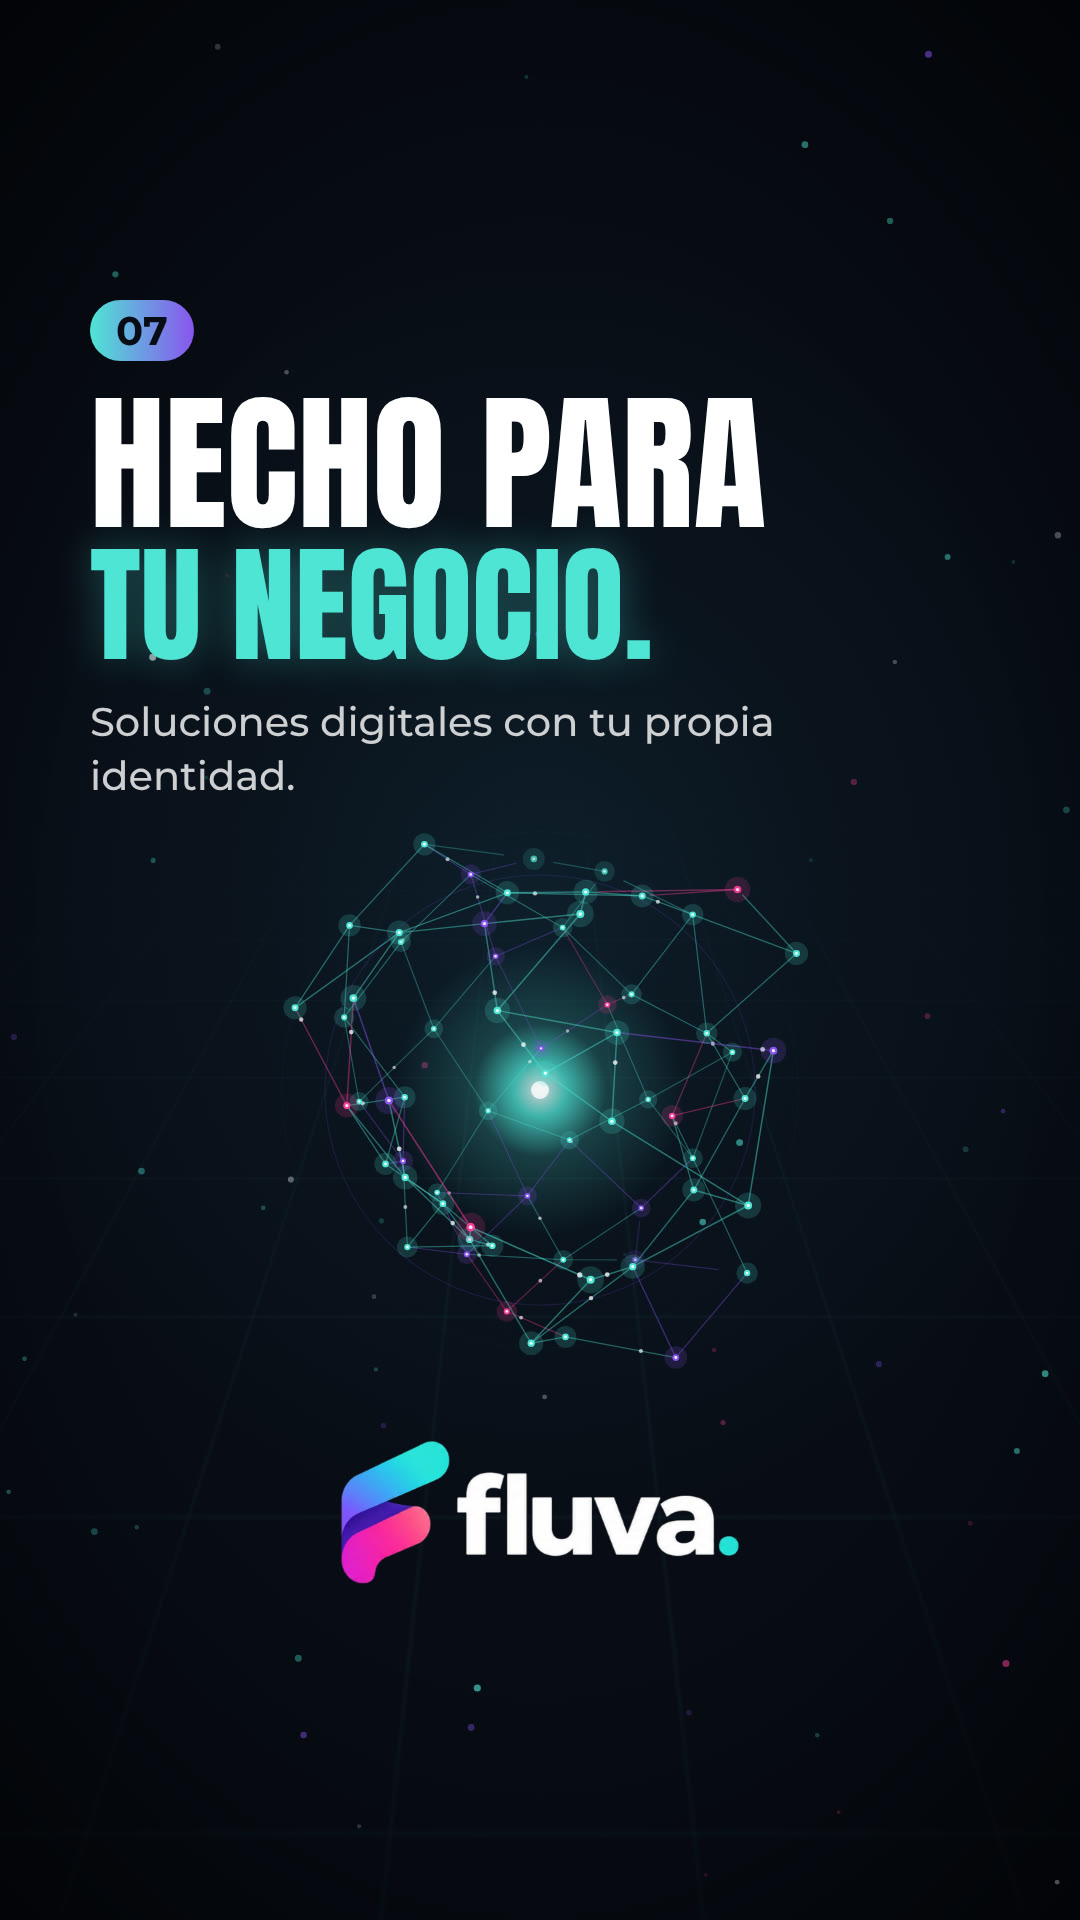 07
HECHO PARA
TU NEGOCIO.
Soluciones digitales con tu propia
identidad.
fluva.